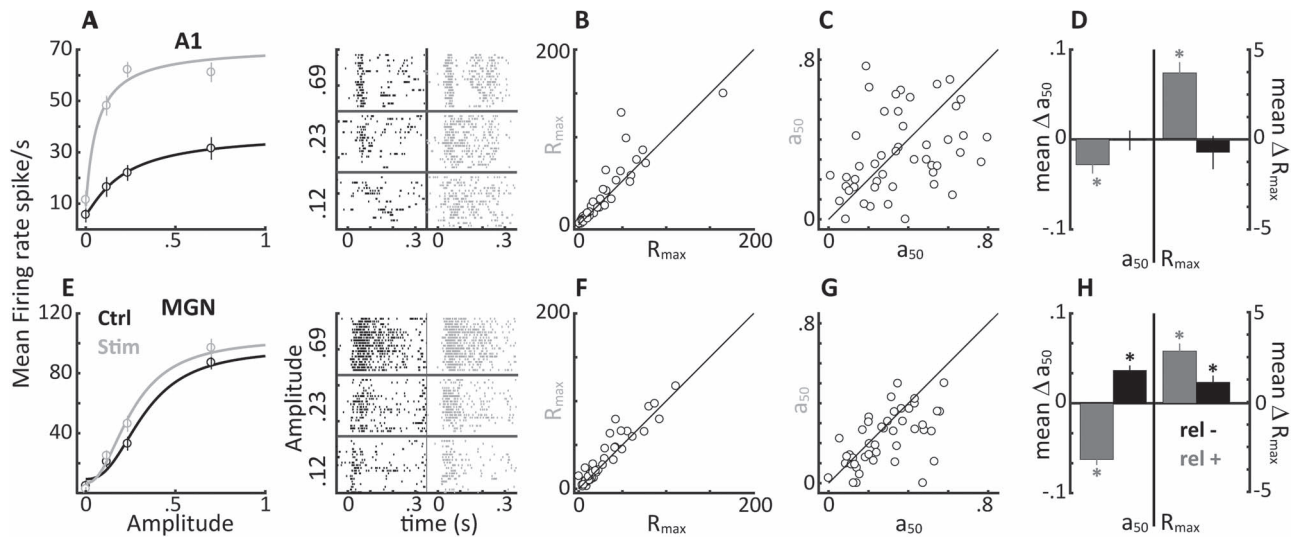 A
A1
Mean Firing rate spike/s
70
50
30
10
0
.5
1
.69
.23
.12
0
.3
0
.3
B
200
Rmax
0
0
200
Rmax
C
.8
a50
0
0
.8
a50
D
.1
mean Δ a50
0
-.1
*
*
5
0
mean Δ Rmax
-5
a50
Rmax
E
MGN
Ctrl
Stim
120
80
40
0
.5
1
Amplitude
Amplitude
.69
.23
.12
0
.3
0
.3
time (s)
F
200
Rmax
0
0
200
Rmax
G
.8
a50
0
0
.8
a50
H
.1
mean Δ a50
0
-.1
*
*
*
*
rel -
rel +
5
0
mean Δ Rmax
-5
a50
Rmax